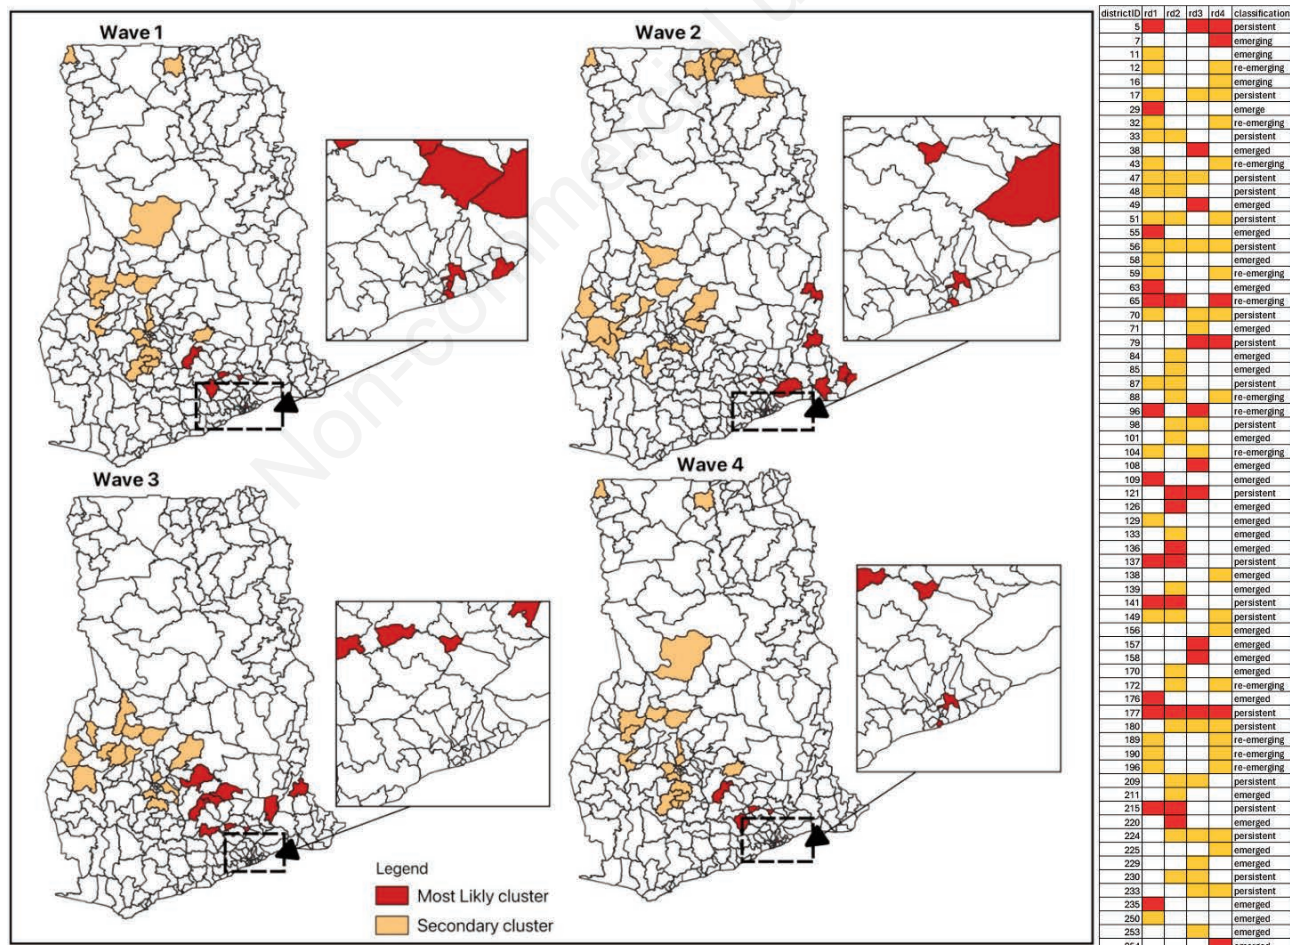 Wave 1
Wave 2
Wave 3
Wave 4
Legend
Most Likly cluster
Secondary cluster
Non-commercial u
districtID rd1 rd2 rd3 rd4 classification
5 persistent
7 emerging
11 emerging
12 re-emerging
16 emerging
17 persistent
29 emerge
32 re-emerging
33 persistent
38 emerged
43 re-emerging
47 persistent
48 persistent
49 emerged
51 persistent
55 emerged
56 persistent
58 emerged
59 re-emerging
63 emerged
65 re-emerging
70 persistent
71 emerged
79 persistent
84 emerged
85 emerged
87 persistent
88 re-emerging
96 re-emerging
98 persistent
101 emerged
104 re-emerging
108 emerged
109 emerged
121 persistent
126 emerged
129 emerged
133 emerged
136 emerged
137 persistent
138 emerged
139 emerged
141 persistent
149 persistent
156 emerged
157 emerged
158 emerged
170 emerged
172 re-emerging
176 emerged
177 persistent
180 persistent
189 re-emerging
190 re-emerging
196 re-emerging
209 persistent
211 emerged
215 persistent
220 emerged
224 persistent
225 emerged
229 emerged
230 persistent
233 persistent
235 emerged
250 emerged
253 emerged